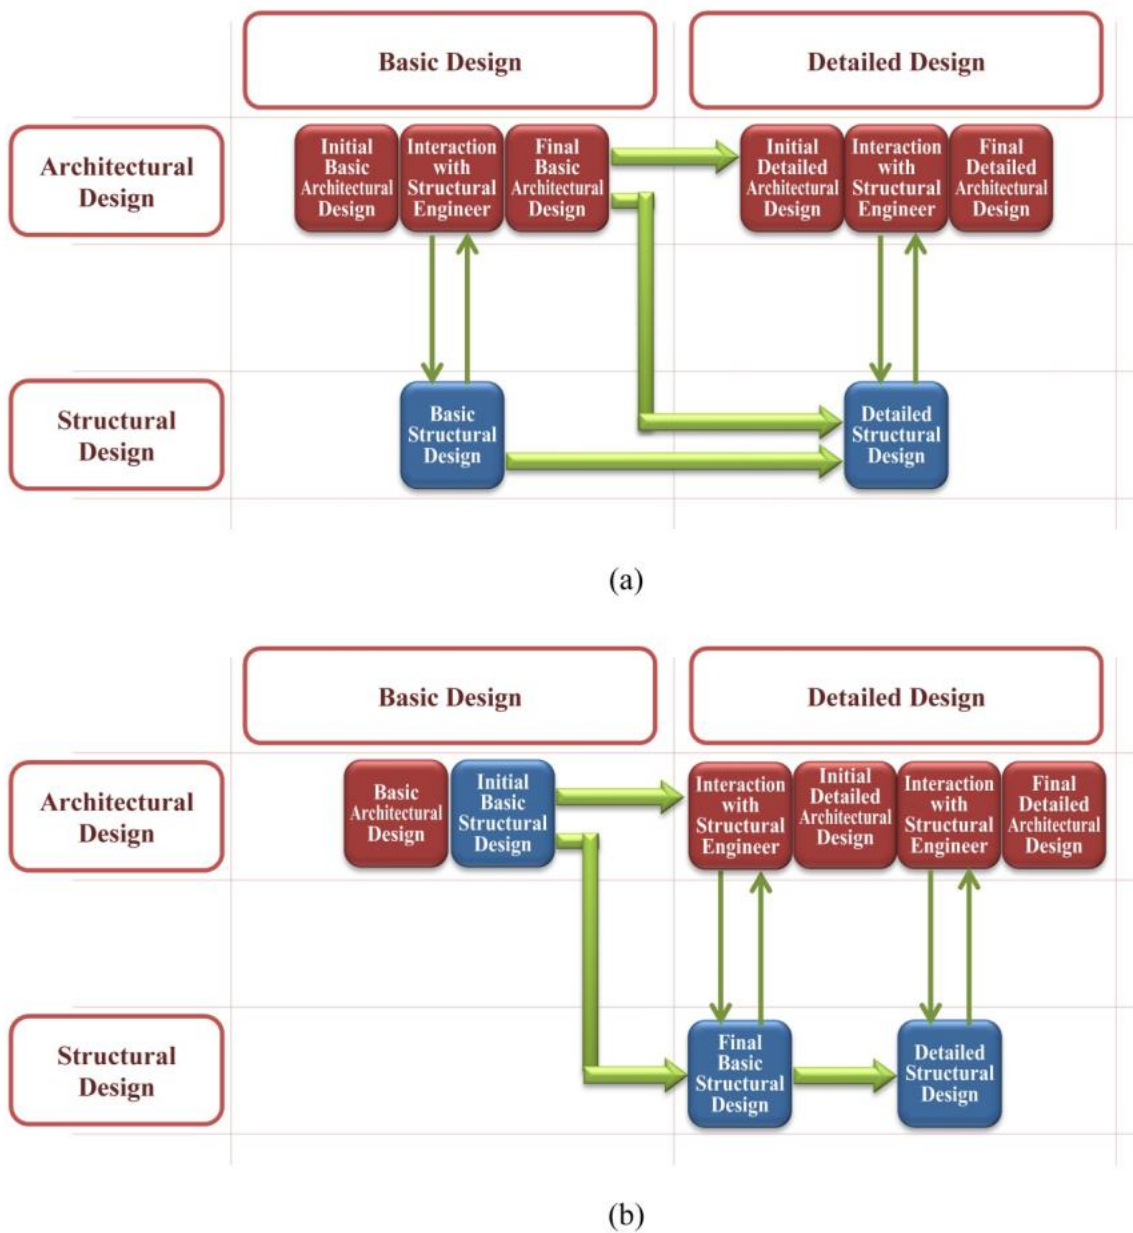 Basic Design
Detailed Design
Architectural
Design
Initial
Basic
Architectural
Design
Interaction
with
Structural
Engineer
Final
Basic
Architectural
Design
Initial
Detailed
Architectural
Design
Interaction
with
Structural
Engineer
Final
Detailed
Architectural
Design
Structural
Design
Basic
Structural
Design
Detailed
Structural
Design
(a)
Basic Design
Detailed Design
Architectural
Design
Basic
Architectural
Design
Initial
Basic
Structural
Design
Interaction
with
Structural
Engineer
Initial
Detailed
Architectural
Design
Interaction
with
Structural
Engineer
Final
Detailed
Architectural
Design
Structural
Design
Final
Basic
Structural
Design
Detailed
Structural
Design
(b)